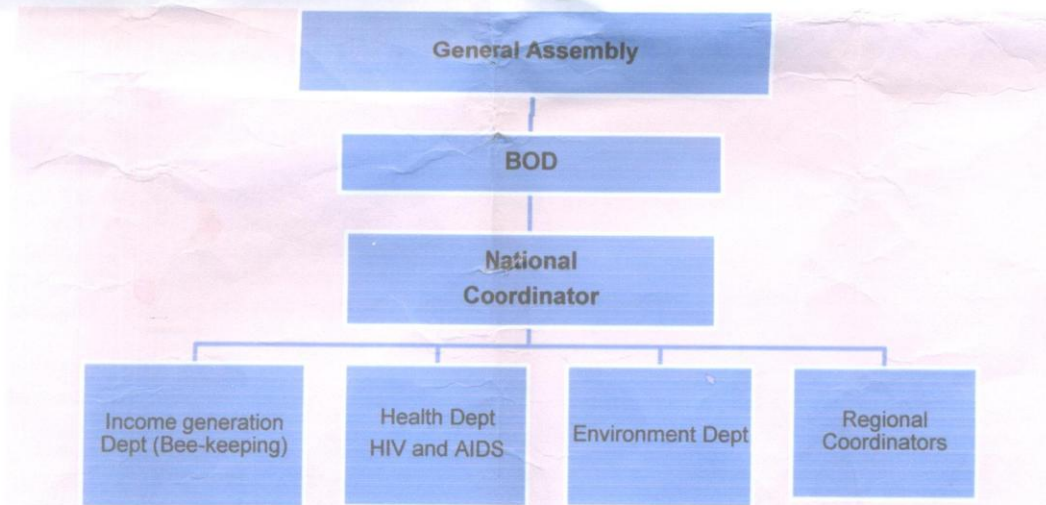 General Assembly
BOD
National
Coordinator
Income generation
Dept (Bee-keeping)
Health Dept
HIV and AIDS
Environment Dept
Regional
Coordinators